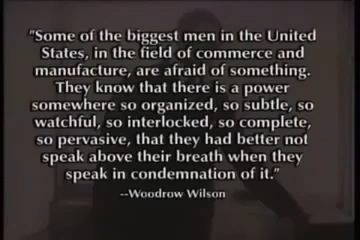 “Some of the biggest men in the United
States, in the field of commerce and
manufacture, are afraid of something.
They know that there is a power
somewhere so organized, so subtle, so
watchful, so interlocked, so complete,
so pervasive, that they had better not
speak above their breath when they
speak in condemnation of it.”
--Woodrow Wilson